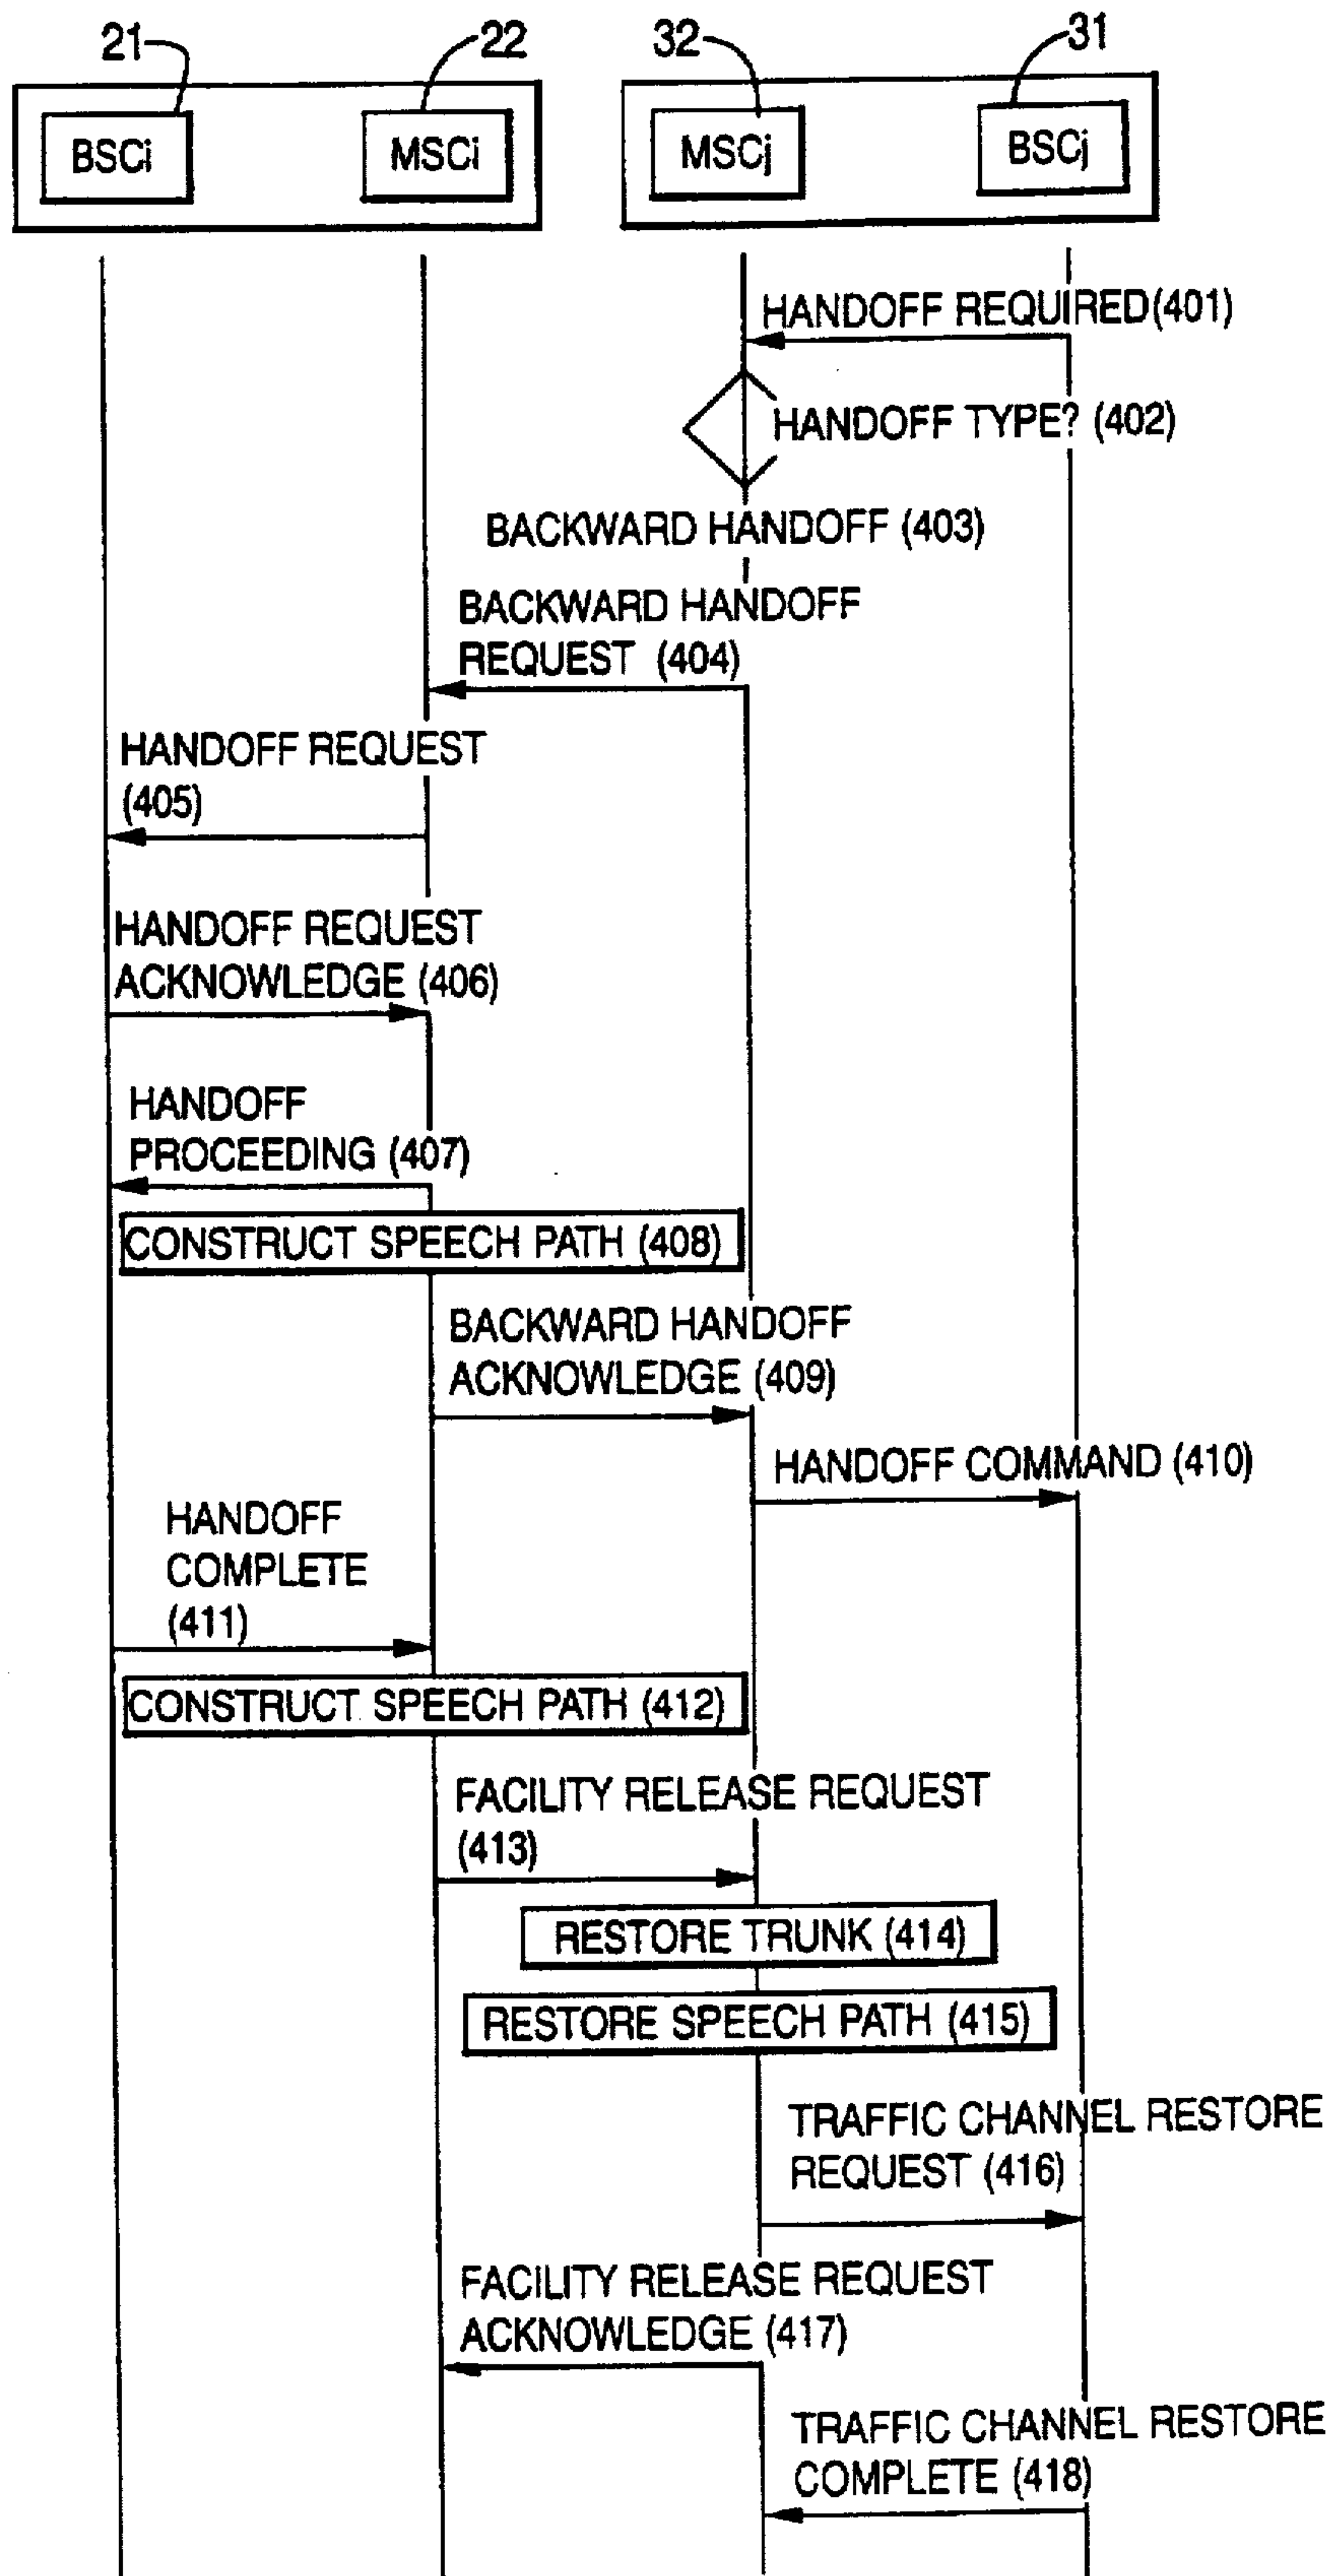 21
22
32
31
BSCi
MSCi
MSCj
BSCj
HANDOFF REQUIRED(401)
HANDOFF TYPE? (402)
BACKWARD HANDOFF (403)
BACKWARD HANDOFF
REQUEST (404)
HANDOFF REQUEST
(405)
HANDOFF REQUEST
ACKNOWLEDGE (406)
HANDOFF
PROCEEDING (407)
CONSTRUCT SPEECH PATH (408)
BACKWARD HANDOFF
ACKNOWLEDGE (409)
HANDOFF COMMAND (410)
HANDOFF
COMPLETE
(411)
CONSTRUCT SPEECH PATH (412)
FACILITY RELEASE REQUEST
(413)
RESTORE TRUNK (414)
RESTORE SPEECH PATH (415)
TRAFFIC CHANNEL RESTORE
REQUEST (416)
FACILITY RELEASE REQUEST
ACKNOWLEDGE (417)
TRAFFIC CHANNEL RESTORE
COMPLETE (418)